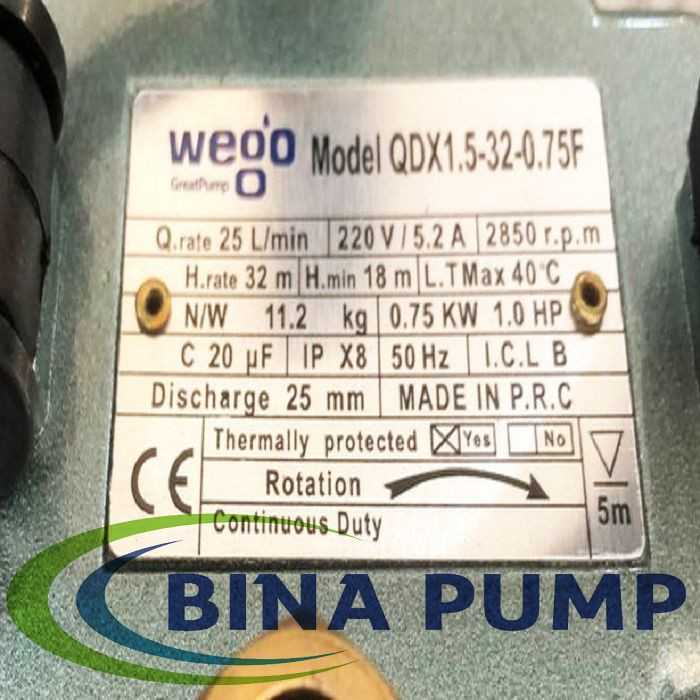 wego Model QDX1.5-32-0.75F
GreatPump
Q.rate 25 L/min 220 V/5.2 A 2850 r.p.m
H.rate 32 m H.min 18 m L.TMax 40°C
N/W 11.2 kg 0.75 KW 1.0 HP
C 20 µF IP X8 50 Hz I.C.L B
Discharge 25 mm MADE IN P.R.C
CE Thermally protected Yes No
Rotation
5m
Continuous Duty
BINA PUMP